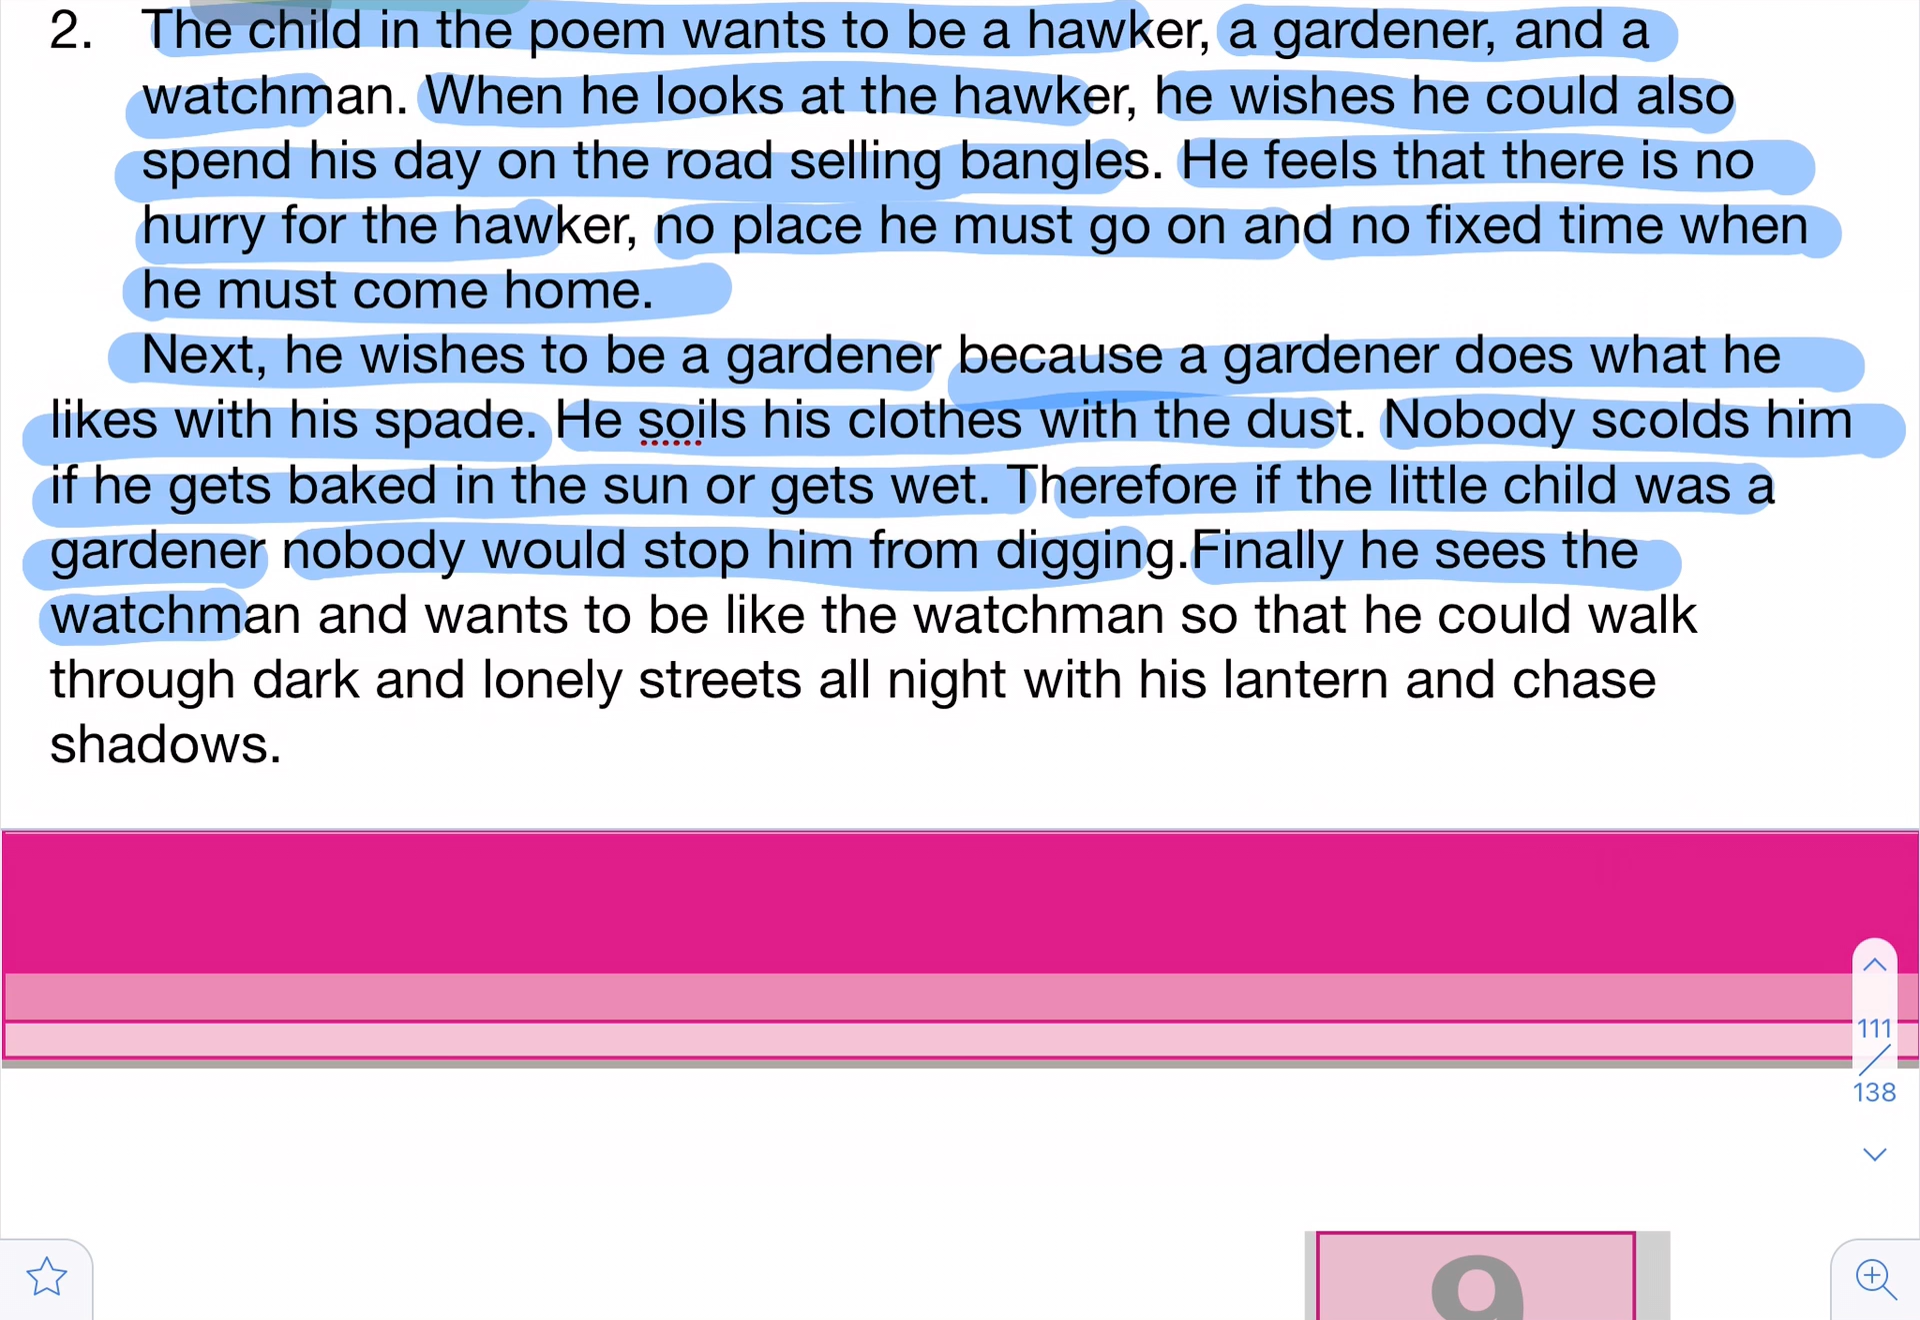 2. The child in the poem wants to be a hawker, a gardener, and a
watchman. When he looks at the hawker, he wishes he could also
spend his day on the road selling bangles. He feels that there is no
hurry for the hawker, no place he must go on and no fixed time when
he must come home.
Next, he wishes to be a gardener because a gardener does what he
likes with his spade. He soils his clothes with the dust. Nobody scolds him
if he gets baked in the sun or gets wet. Therefore if the little child was a
gardener nobody would stop him from digging.Finally he sees the
watchman and wants to be like the watchman so that he could walk
through dark and lonely streets all night with his lantern and chase
shadows.
111
/
138
9